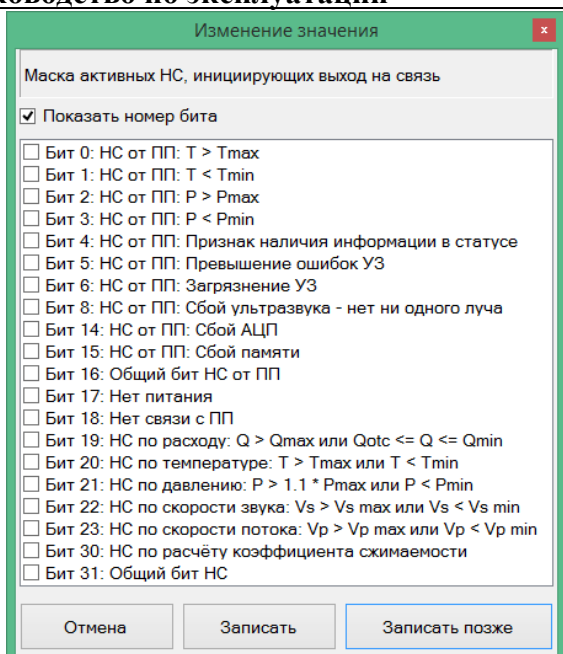 ководство по эксплуатации
Изменение значения
x
Маска активных НС, инициирующих выход на связь
Показать номер бита
Бит 0: НС от ПП: T > Tmax
Бит 1: НС от ПП: T < Tmin
Бит 2: НС от ПП: P > Pmax
Бит 3: НС от ПП: P < Pmin
Бит 4: НС от ПП: Признак наличия информации в статусе
Бит 5: НС от ПП: Превышение ошибок УЗ
Бит 6: НС от ПП: Загрязнение УЗ
Бит 8: НС от ПП: Сбой ультразвука - нет ни одного луча
Бит 14: НС от ПП: Сбой АЦП
Бит 15: НС от ПП: Сбой памяти
Бит 16: Общий бит НС от ПП
Бит 17: Нет питания
Бит 18: Нет связи с ПП
Бит 19: НС по расходу: Q > Qmax или Qotc <= Q <= Qmin
Бит 20: НС по температуре: T > Tmax или T < Tmin
Бит 21: НС по давлению: P > 1.1 * Pmax или P < Pmin
Бит 22: НС по скорости звука: Vs > Vs max или Vs < Vs min
Бит 23: НС по скорости потока: Vp > Vp max или Vp < Vp min
Бит 30: НС по расчёту коэффициента сжимаемости
Бит 31: Общий бит НС
Отмена
Записать
Записать позже